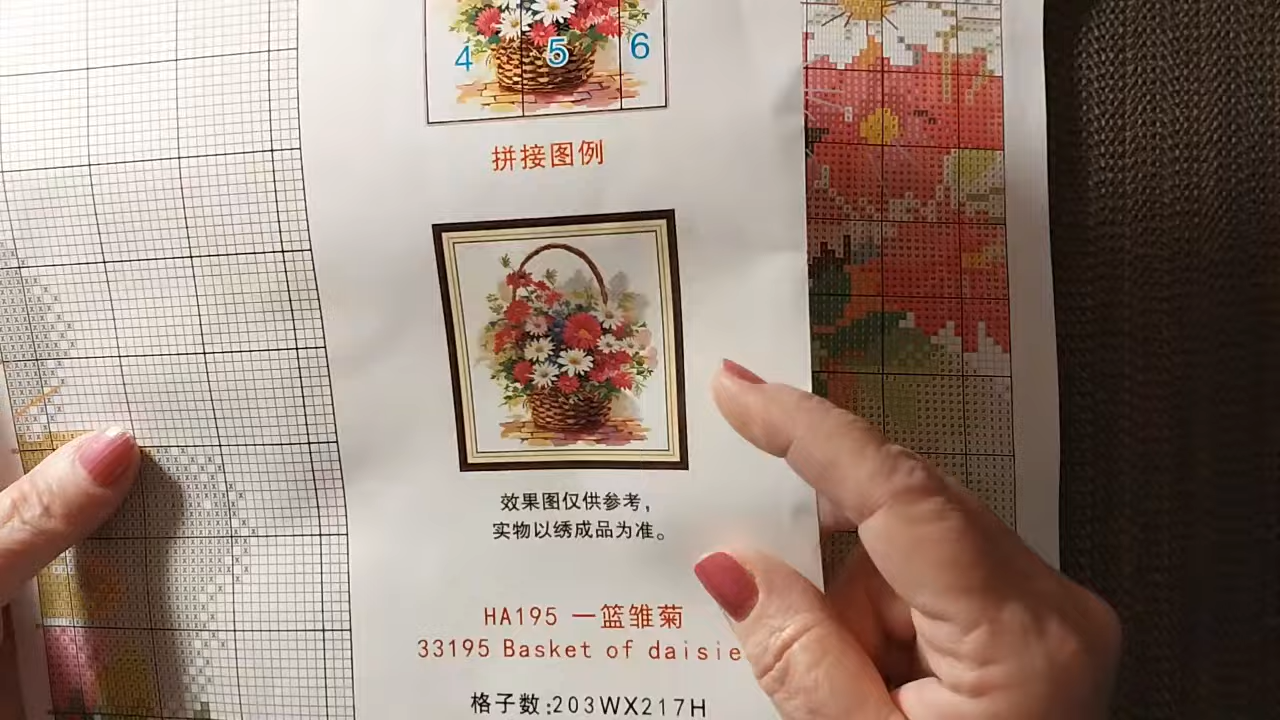 4 5 6
拼接图例
效果图仅供参考，
实物以绣成品为准。
HA195 一篮雏菊
33195 Basket of daisie
格子数:203WX217H